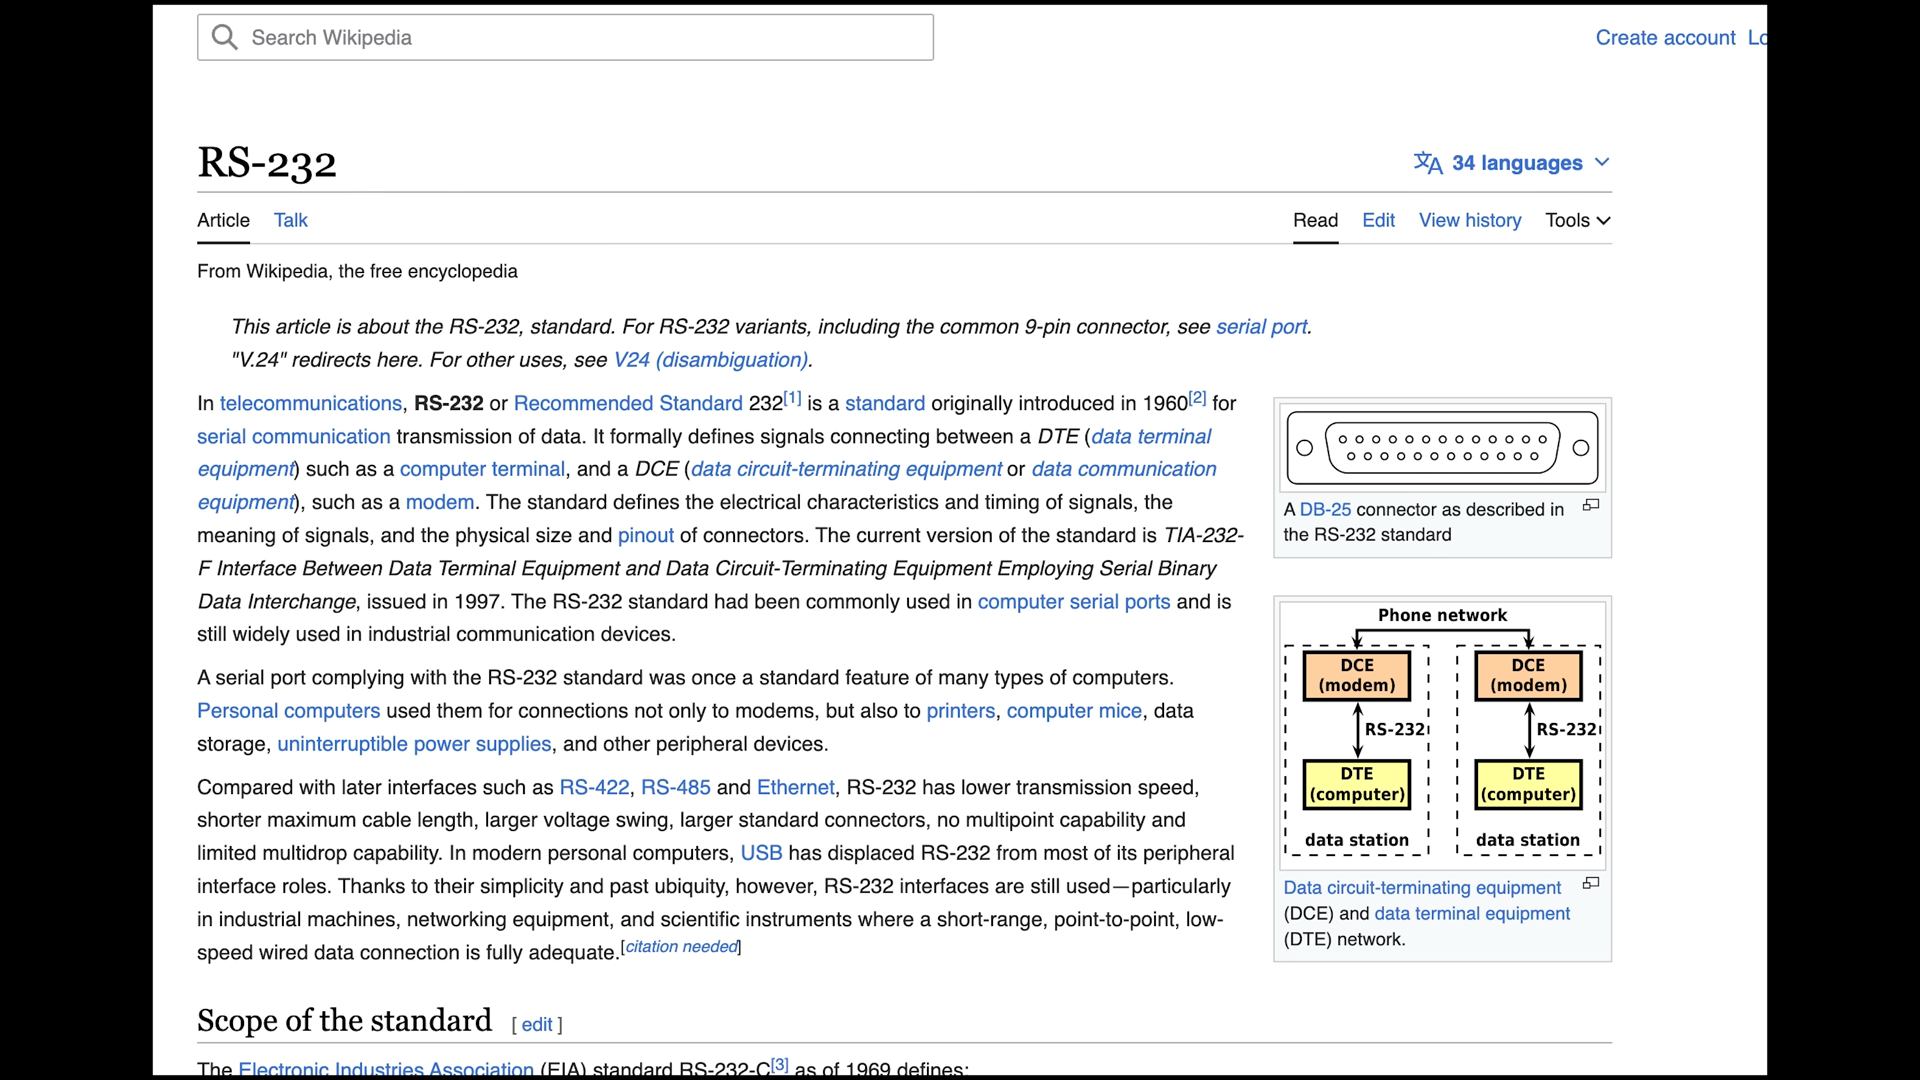 Search Wikipedia
Create account Lo
RS-232
34 languages
Article Talk
Read Edit View history Tools
From Wikipedia, the free encyclopedia
This article is about the RS-232, standard. For RS-232 variants, including the common 9-pin connector, see serial port.
"V.24" redirects here. For other uses, see V24 (disambiguation).
In telecommunications, RS-232 or Recommended Standard 232[1] is a standard originally introduced in 1960[2] for
serial communication transmission of data. It formally defines signals connecting between a DTE (data terminal
equipment) such as a computer terminal, and a DCE (data circuit-terminating equipment or data communication
equipment), such as a modem. The standard defines the electrical characteristics and timing of signals, the
meaning of signals, and the physical size and pinout of connectors. The current version of the standard is TIA-232-
F Interface Between Data Terminal Equipment and Data Circuit-Terminating Equipment Employing Serial Binary
Data Interchange, issued in 1997. The RS-232 standard had been commonly used in computer serial ports and is
still widely used in industrial communication devices.
A serial port complying with the RS-232 standard was once a standard feature of many types of computers.
Personal computers used them for connections not only to modems, but also to printers, computer mice, data
storage, uninterruptible power supplies, and other peripheral devices.
Compared with later interfaces such as RS-422, RS-485 and Ethernet, RS-232 has lower transmission speed,
shorter maximum cable length, larger voltage swing, larger standard connectors, no multipoint capability and
limited multidrop capability. In modern personal computers, USB has displaced RS-232 from most of its peripheral
interface roles. Thanks to their simplicity and past ubiquity, however, RS-232 interfaces are still used—particularly
in industrial machines, networking equipment, and scientific instruments where a short-range, point-to-point, low-
speed wired data connection is fully adequate.[citation needed]
A DB-25 connector as described in
the RS-232 standard
Phone network
DCE DCE
(modem) (modem)
RS-232 RS-232
DTE DTE
(computer) (computer)
data station data station
Data circuit-terminating equipment
(DCE) and data terminal equipment
(DTE) network.
Scope of the standard [ edit ]
The Electronic Industries Association (EIA) standard RS-232-C[3] as of 1969 defines: